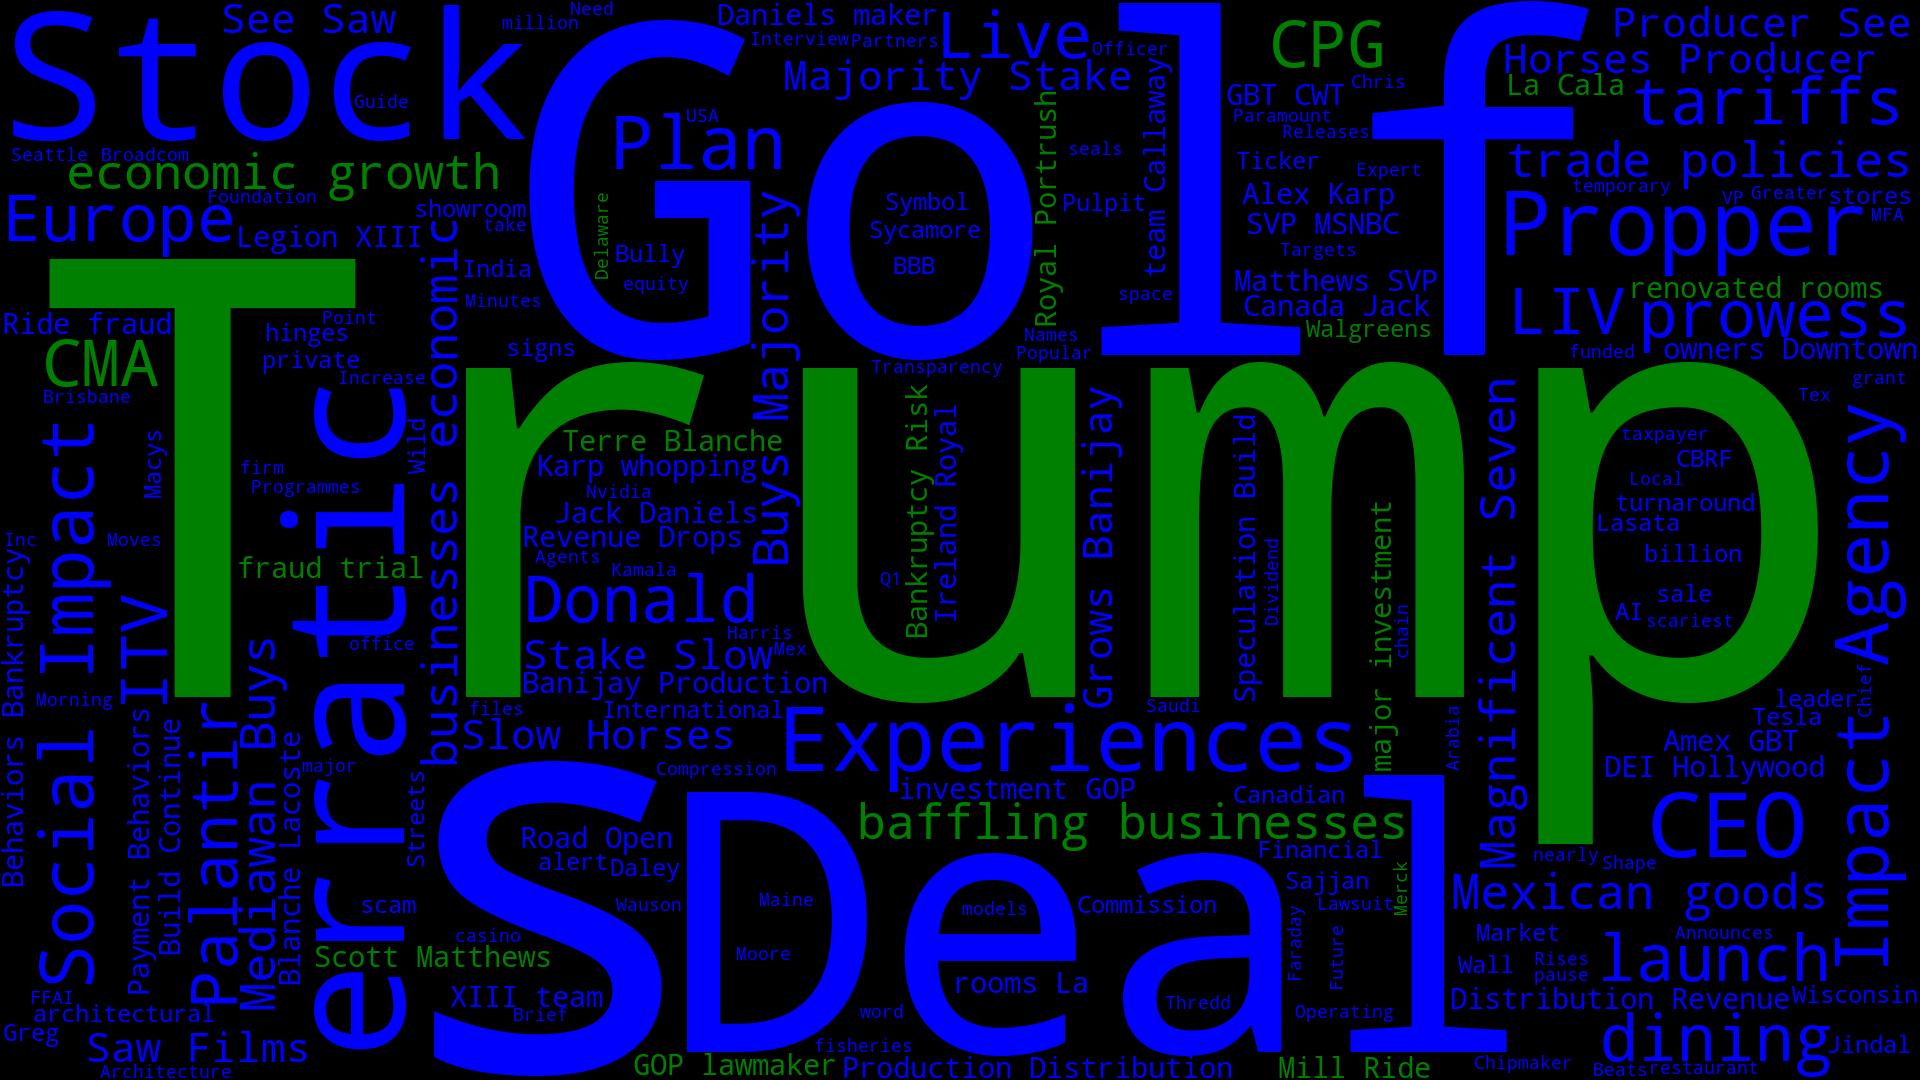 Stock
See Saw
Need
million
Daniels maker
Interview
Partners
Live
Officer
Majority Stake
CPG
Producer See
Horses Producer
La Cala
tariffs
Guide
Golf
Plan
USA
GBT CWT
Chris
Paramount
Releases
Seattle
Broadcom
economic growth
Foundation
Europe
Legion XIII
showroom
take
Delaware
Bully
equity
India
Minutes
signs
Majority
Buys
Symbol
Sycamore
BBB
Royal Portrush
seals
Pulpit
team Callaway
space
Names
Popular
Transparency
Ticker
Expert
Alex Karp
SVP MSNBC
Targets
Matthews SVP
Canada Jack
Walgreens
trade policies
temporary
VP
Greater
stores
MFA
Propper
renovated rooms
LIV
prowess
funded
owners Downtown
Tex
grant
Ride fraud
CMA
Brisbane
hinges
Point
private
Increase
Trump
Macys
firm
Programmes
Wild
erratic
businesses economic
Terre Blanche
Karp whopping
Nvidia
Jack Daniels
Revenue Drops
Agents
Kamala
Donald
Harris
Stake Slow
Mex
Banijay Production
files
International
Slow Horses
Bankruptcy Risk
Ireland Royal
Q1
Grows Banijay
Speculation Build
Dividend
major investment
chain
Magnificent Seven
taxpayer
CBRF
Local
turnaround
Lasata
billion
sale
AI
scariest
Impact Agency
Chief
leader
Tesla
Amex GBT
DEI Hollywood
CEO
Inc
Moves
fraud trial
office
Social Impact
ITV
Morning
Behaviors Bankruptcy
Payment Behaviors
Build Continue
Palantir
Mediawan Buys
Blanche Lacoste
major
Streets
Compression
Experiences
Saudi
Arabia
investment GOP
Canadian
baffling businesses
Financial
nearly
Shape
S
Deal
Road Open
alert
Daley
Wauson
Maine
Moore
models
Commission
Sajjan
Lawsuit
Merck
Faraday
Future
Mexican goods
Market
Announces
Wall
Rises
pause
launch
scam
casino
Scott Matthews
XIII team
Brief
rooms La
Thredd
Operating
word
fisheries
Distribution Revenue
Wisconsin
dining
Jindal
FFAI
architectural
Greg
Saw Films
Architecture
GOP lawmaker
Production Distribution
Mill Ride
Chipmaker
Beats
restaurant